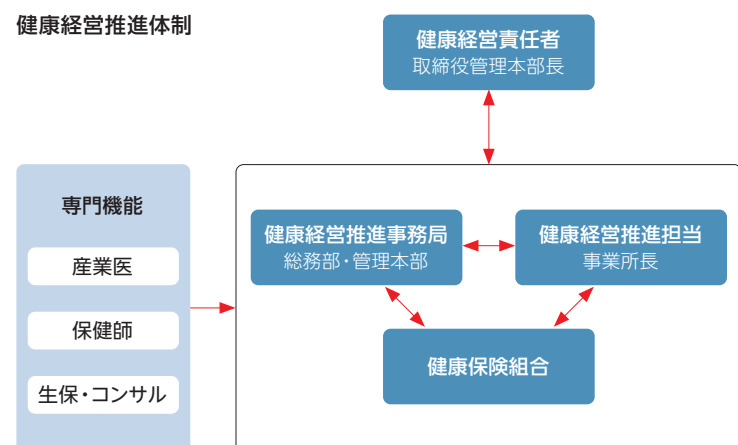 健康経営推進体制
健康経営責任者
取締役管理本部長
専門機能
産業医
保健師
生保・コンサル
健康経営推進事務局
総務部・管理本部
健康経営推進担当
事業所長
健康保険組合